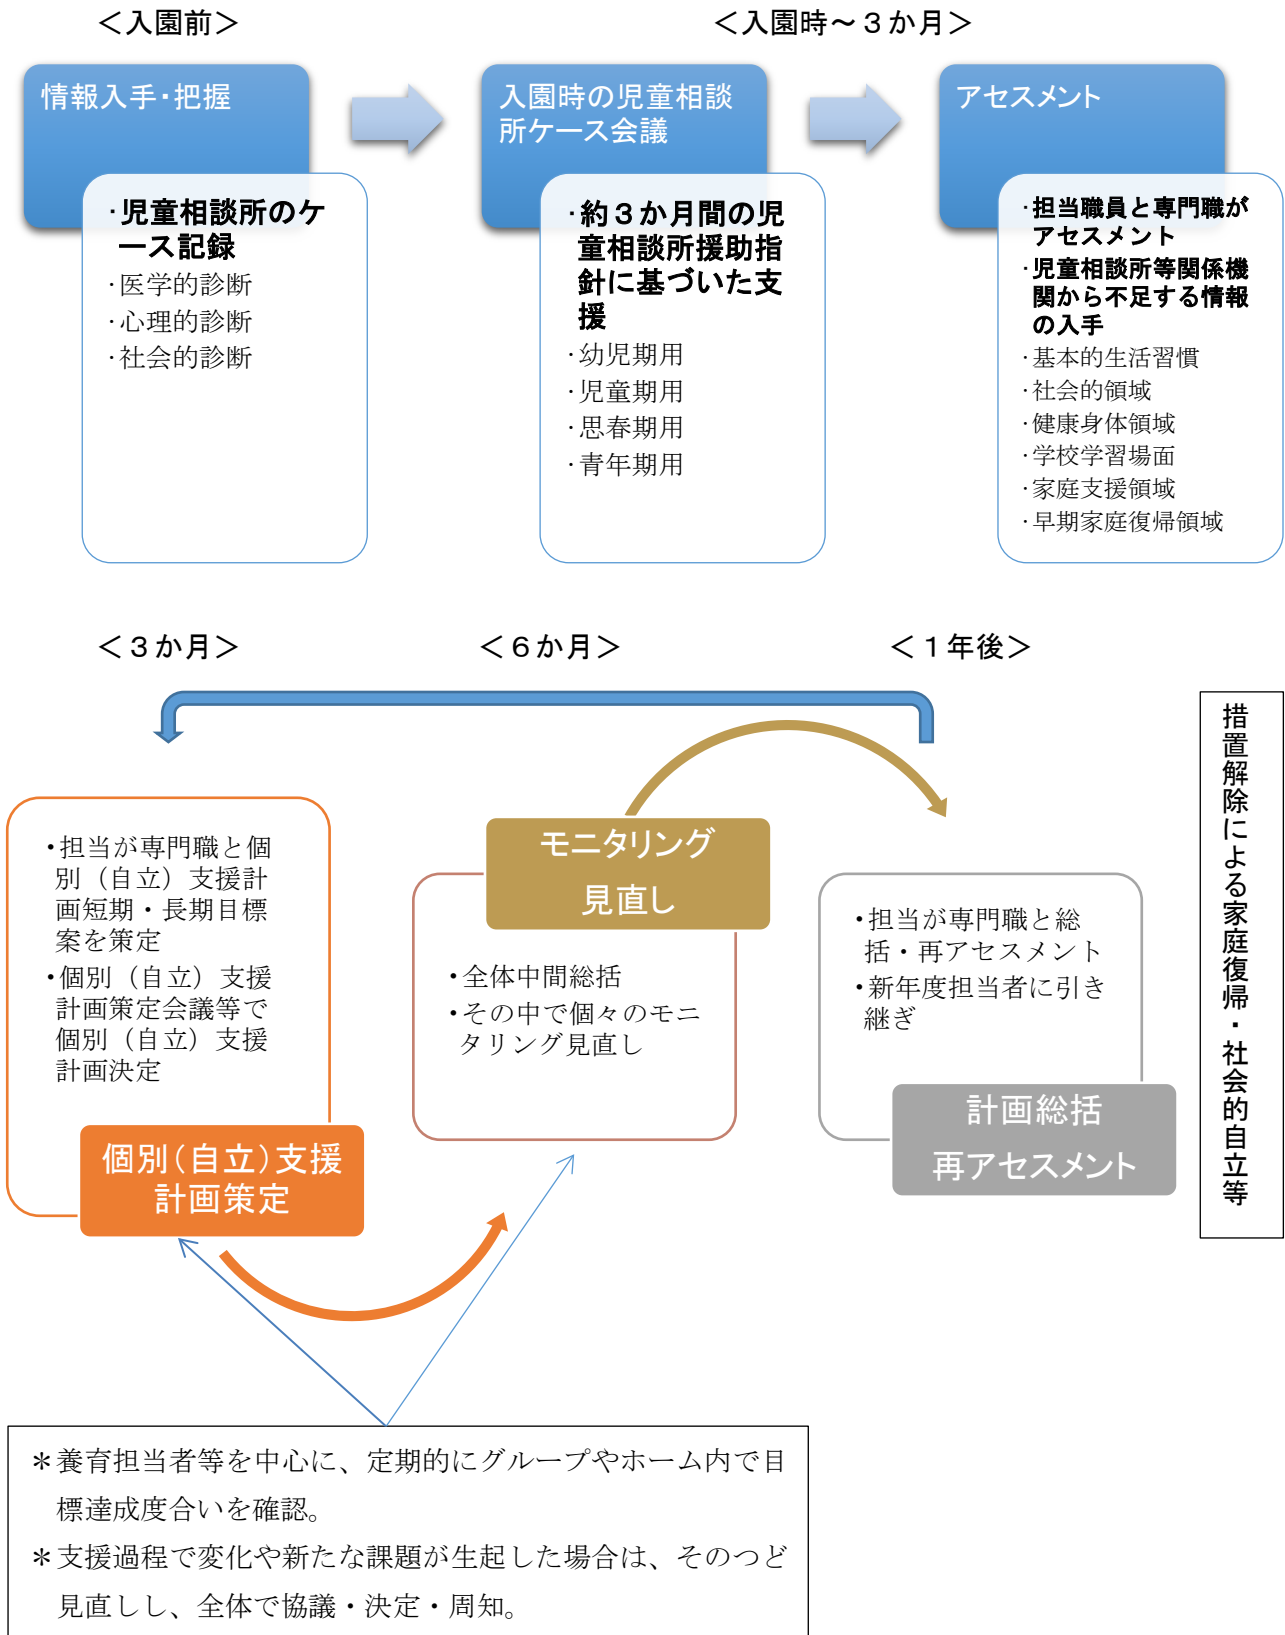 ＜入園前＞
＜入園時～３か月＞
情報入手・把握
・児童相談所のケ
ース記録
・医学的診断
・心理的診断
・社会的診断
入園時の児童相談
所ケース会議
・約３か月間の児
童相談所援助指
針に基づいた支
援
・幼児期用
・児童期用
・思春期用
・青年期用
アセスメント
・担当職員と専門職が
アセスメント
・児童相談所等関係機
関から不足する情報
の入手
・基本的生活習慣
・社会的領域
・健康身体領域
・学校学習場面
・家庭支援領域
・早期家庭復帰領域
＜３か月＞
＜６か月＞
＜１年後＞
・担当が専門職と個
別（自立）支援計
画短期・長期目標
案を策定
・個別（自立）支援
計画策定会議等で
個別（自立）支援
計画決定
個別（自立）支援
計画策定
モニタリング
見直し
・全体中間総括
・その中で個々のモニ
タリング見直し
・担当が専門職と総
括・再アセスメント
・新年度担当者に引き
継ぎ
計画総括
再アセスメント
措置解除による家庭復帰・社会的自立等
＊養育担当者等を中心に、定期的にグループやホーム内で目
標達成度合いを確認。
＊支援過程で変化や新たな課題が生起した場合は、そのつど
見直しし、全体で協議・決定・周知。